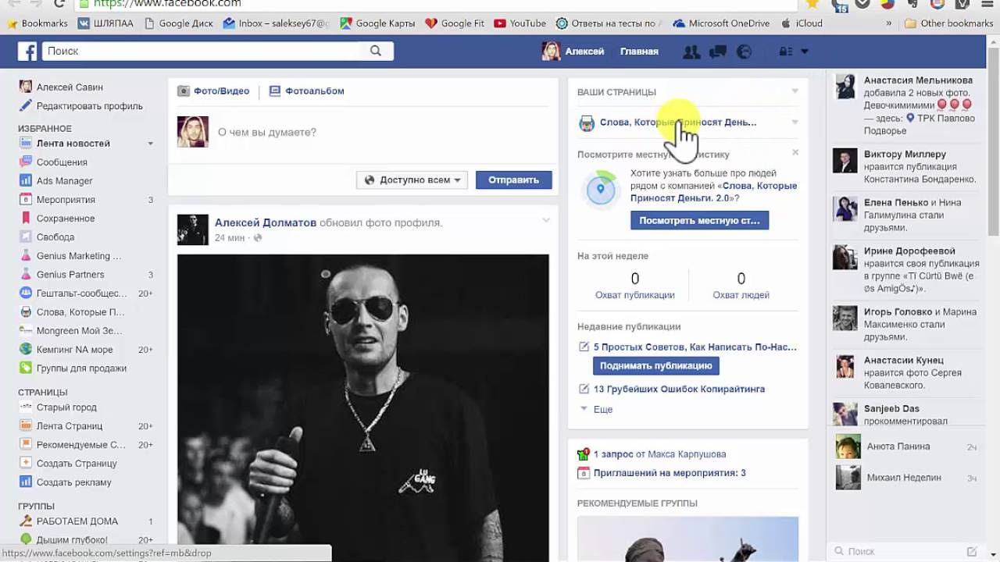 https://www.facebook.com
15
Bookmarks
ШЛЯПАА
Google Диск
Inbox – saleksey67@g
Google Карты
Google Fit
YouTube
Ответы на тесты по
Microsoft OneDrive
iCloud
»
Other bookmarks
Поиск
Алексей
Главная
Алексей Савин
Редактировать профиль
ИЗБРАННОЕ
Лента новостей
Сообщения
Ads Manager
Мероприятия 3
Сохраненное
Свобода
Genius Marketing ...
Genius Partners 3
Гештальт-сообщес... 20+
Слова, Которые П...
Mongreen Мой Зе...
Кемпинг NA море 20+
Группы для продажи
СТРАНИЦЫ
Старый город
Лента Страниц 20+
Рекомендуемые С... 20+
Создать Страницу
Создать рекламу
ГРУППЫ
РАБОТАЕМ ДОМА 1
Дышим глубоко! 20+
https://www.facebook.com/settings?ref=mb&drop
Фото/Видео
Фотоальбом
О чем вы думаете?
Доступно всем
Отправить
Алексей Долматов обновил фото профиля.
24 мин ·
LU
GANG
ВАШИ СТРАНИЦЫ
Слова, Которые Приносят День...
Посмотрите местную
истику
Хотите узнать больше про людей
рядом с компанией «Слова, Которые
Приносят Деньги. 2.0»?
Посмотреть местную ст...
На этой неделе
0
Охват публикации
0
Охват людей
Недавние публикации
5 Простых Советов, Как Написать По-Нас...
Поднимать публикацию
13 Грубейших Ошибок Копирайтинга
Еще
1 запрос от Макса Карпушова
Приглашений на мероприятия: 3
РЕКОМЕНДУЕМЫЕ ГРУППЫ
Анастасия Мельникова
добавила 2 новых фото.
Девочкимимими
— здесь: ТРК Павлово
Подворье
Виктору Миллеру
нравится публикация
Константина Бондаренко.
Елена Пенько и Нина
Галимулина стали
друзьями.
Ирине Дорофеевой
нравится своя публикация
в группе «Tï Cürtü Bwë (e
øs AmigÖs♪)».
Игорь Головко и Марина
Максименко стали
друзьями.
Анастасии Кунец
нравится фото Сергея
Ковалевского.
Sanjeeb Das
прокомментировал
Анюта Панина 2ч
Михаил Неделин 3ч
Поиск